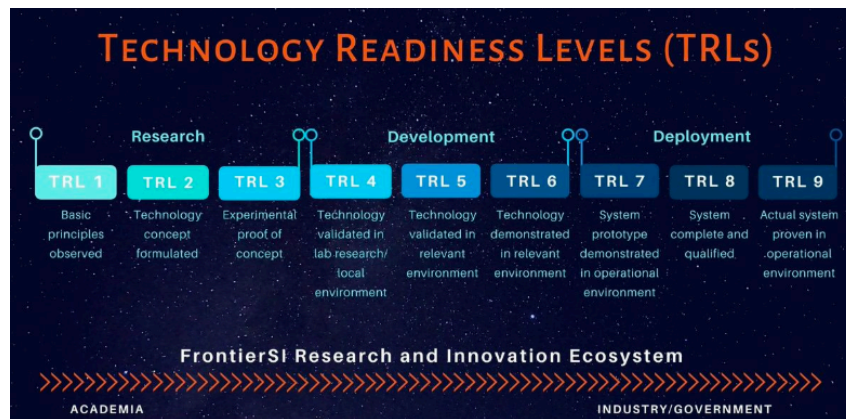 TECHNOLOGY READINESS LEVELS (TRLS)
Research
Development
Deployment
TRL 1
TRL 2
TRL 3
TRL 4
TRL 5
TRL 6
TRL 7
TRL 8
TRL 9
Basic
principles
observed
Technology
concept
formulated
Experimental
proof of
concept
Technology
validated in
lab research/
local
environment
Technology
validated in
relevant
environment
Technology
demonstrated
in relevant
environment
System
prototype
demonstrated
in operational
environment
System
complete and
qualified
Actual system
proven in
operational
environment
FrontierSI Research and Innovation Ecosystem
ACADEMIA
INDUSTRY/GOVERNMENT